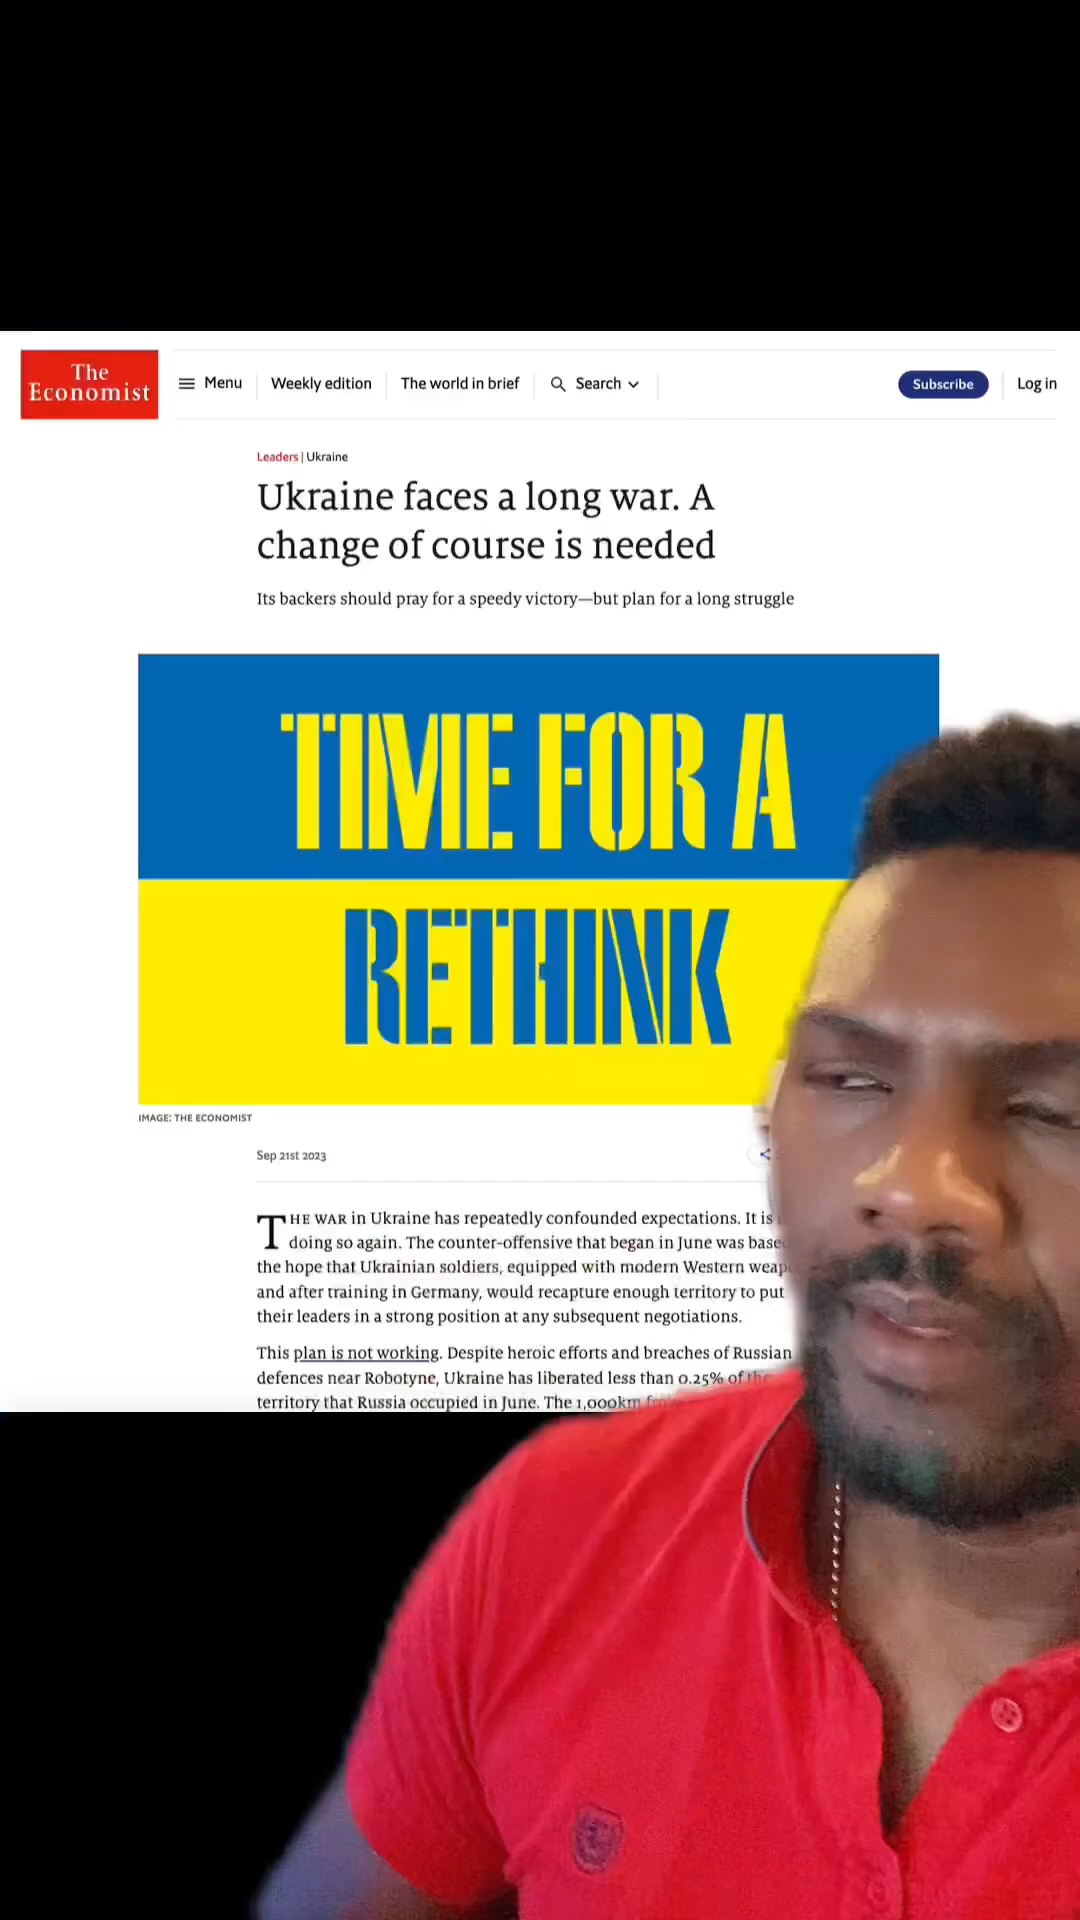 The
Economist
Menu
Weekly edition
The world in brief
Search
Subscribe
Log in
Leaders | Ukraine
Ukraine faces a long war. A
change of course is needed
Its backers should pray for a speedy victory—but plan for a long struggle
TIME FOR A
RETHINK
IMAGE: THE ECONOMIST
Sep 21st 2023
THE WAR in Ukraine has repeatedly confounded expectations. It is
doing so again. The counter-offensive that began in June was
the hope that Ukrainian soldiers, equipped with modern Western
and after training in Germany, would recapture enough territory to put
their leaders in a strong position at any subsequent negotiations.
This plan is not working. Despite heroic efforts and breaches of Russian
defences near Robotyne, Ukraine has liberated less than 0.25% of the
territory that Russia occupied in June. The 1,000km